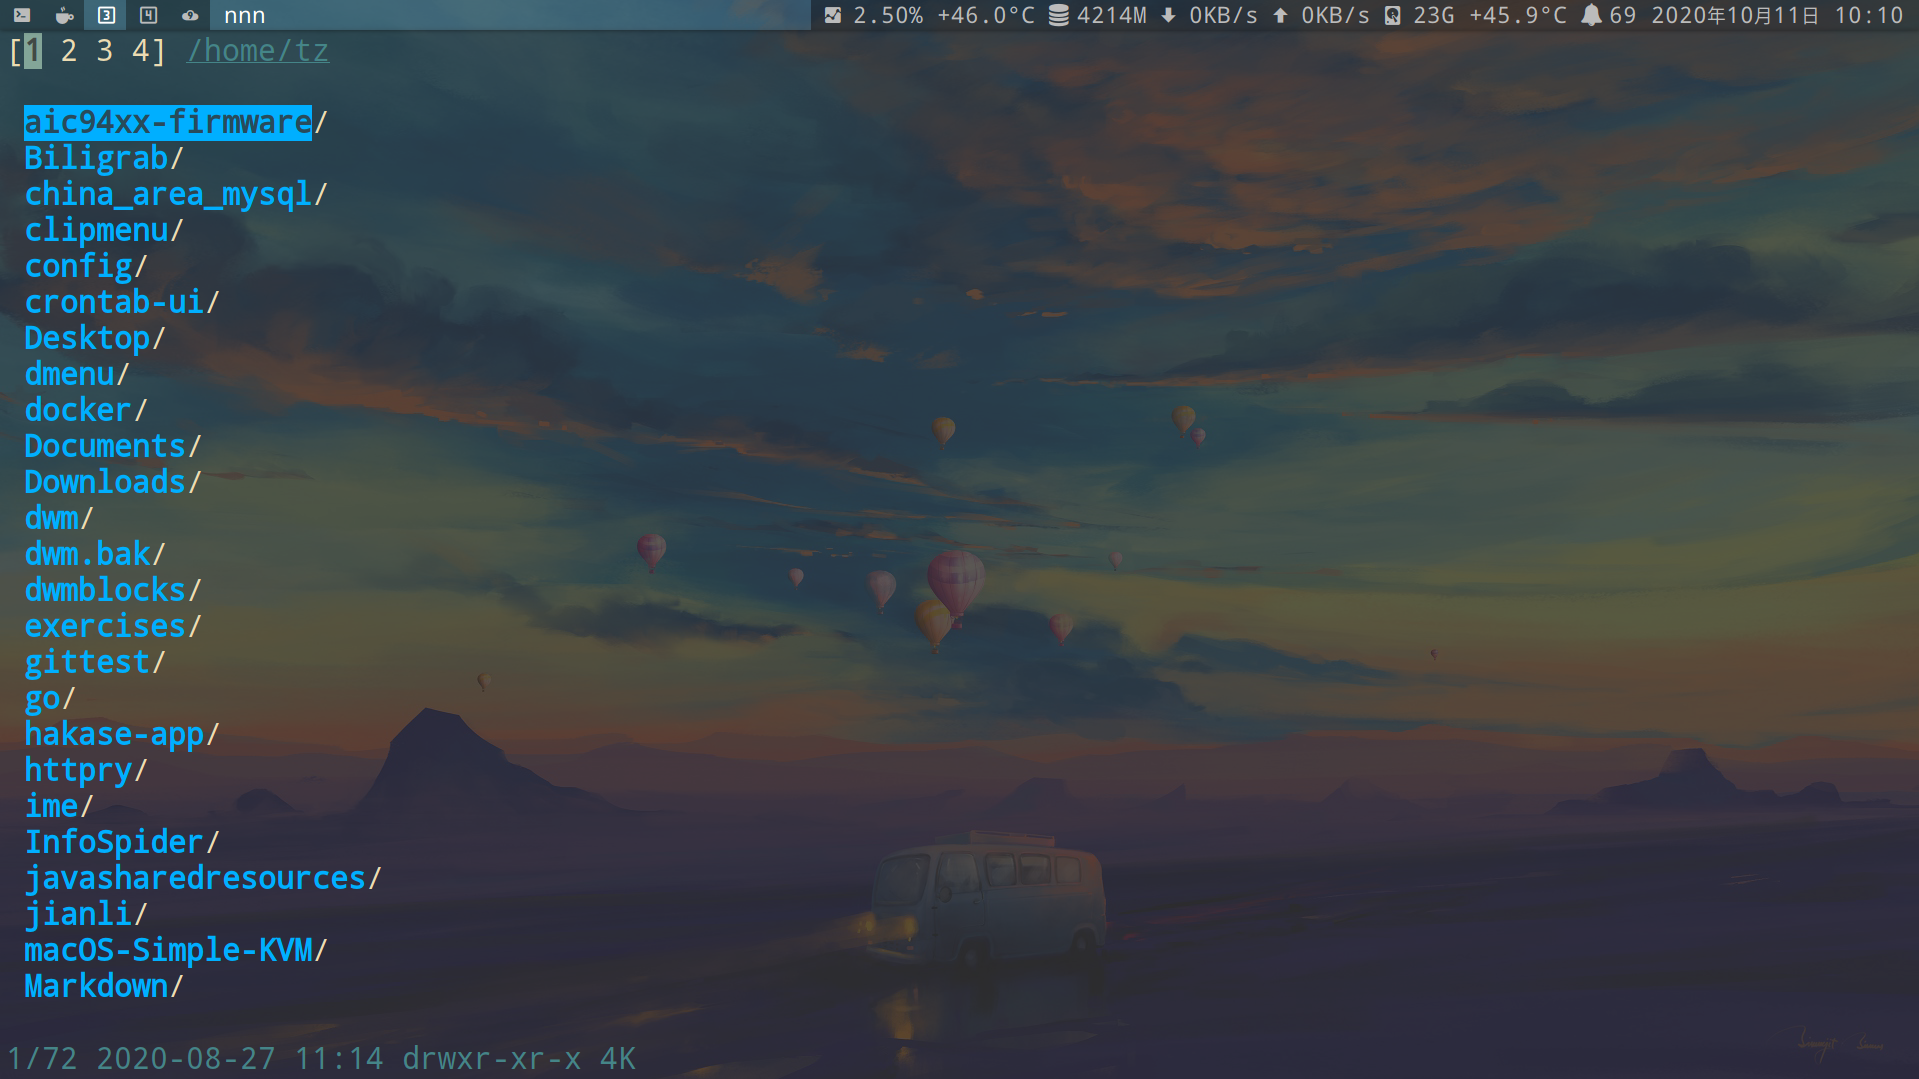 3 4 nnn 2.50% +46.0°C 4214M 0KB/s 0KB/s 23G +45.9°C 69 2020年10月11日 10:10
[1 2 3 4] /home/tz
aic94xx-firmware/
Biligrab/
china_area_mysql/
clipmenu/
config/
crontab-ui/
Desktop/
dmenu/
docker/
Documents/
Downloads/
dwm/
dwm.bak/
dwmblocks/
exercises/
gittest/
go/
hakase-app/
httpry/
ime/
InfoSpider/
javasharedresources/
jianli/
macOS-Simple-KVM/
Markdown/
1/72 2020-08-27 11:14 drwxr-xr-x 4K